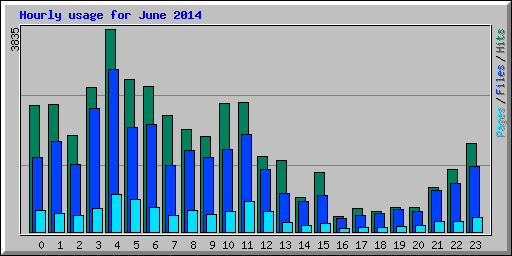 Hourly usage for June 2014
3835
Pages/Files/Hits
0 1 2 3 4 5 6 7 8 9 10 11 12 13 14 15 16 17 18 19 20 21 22 23